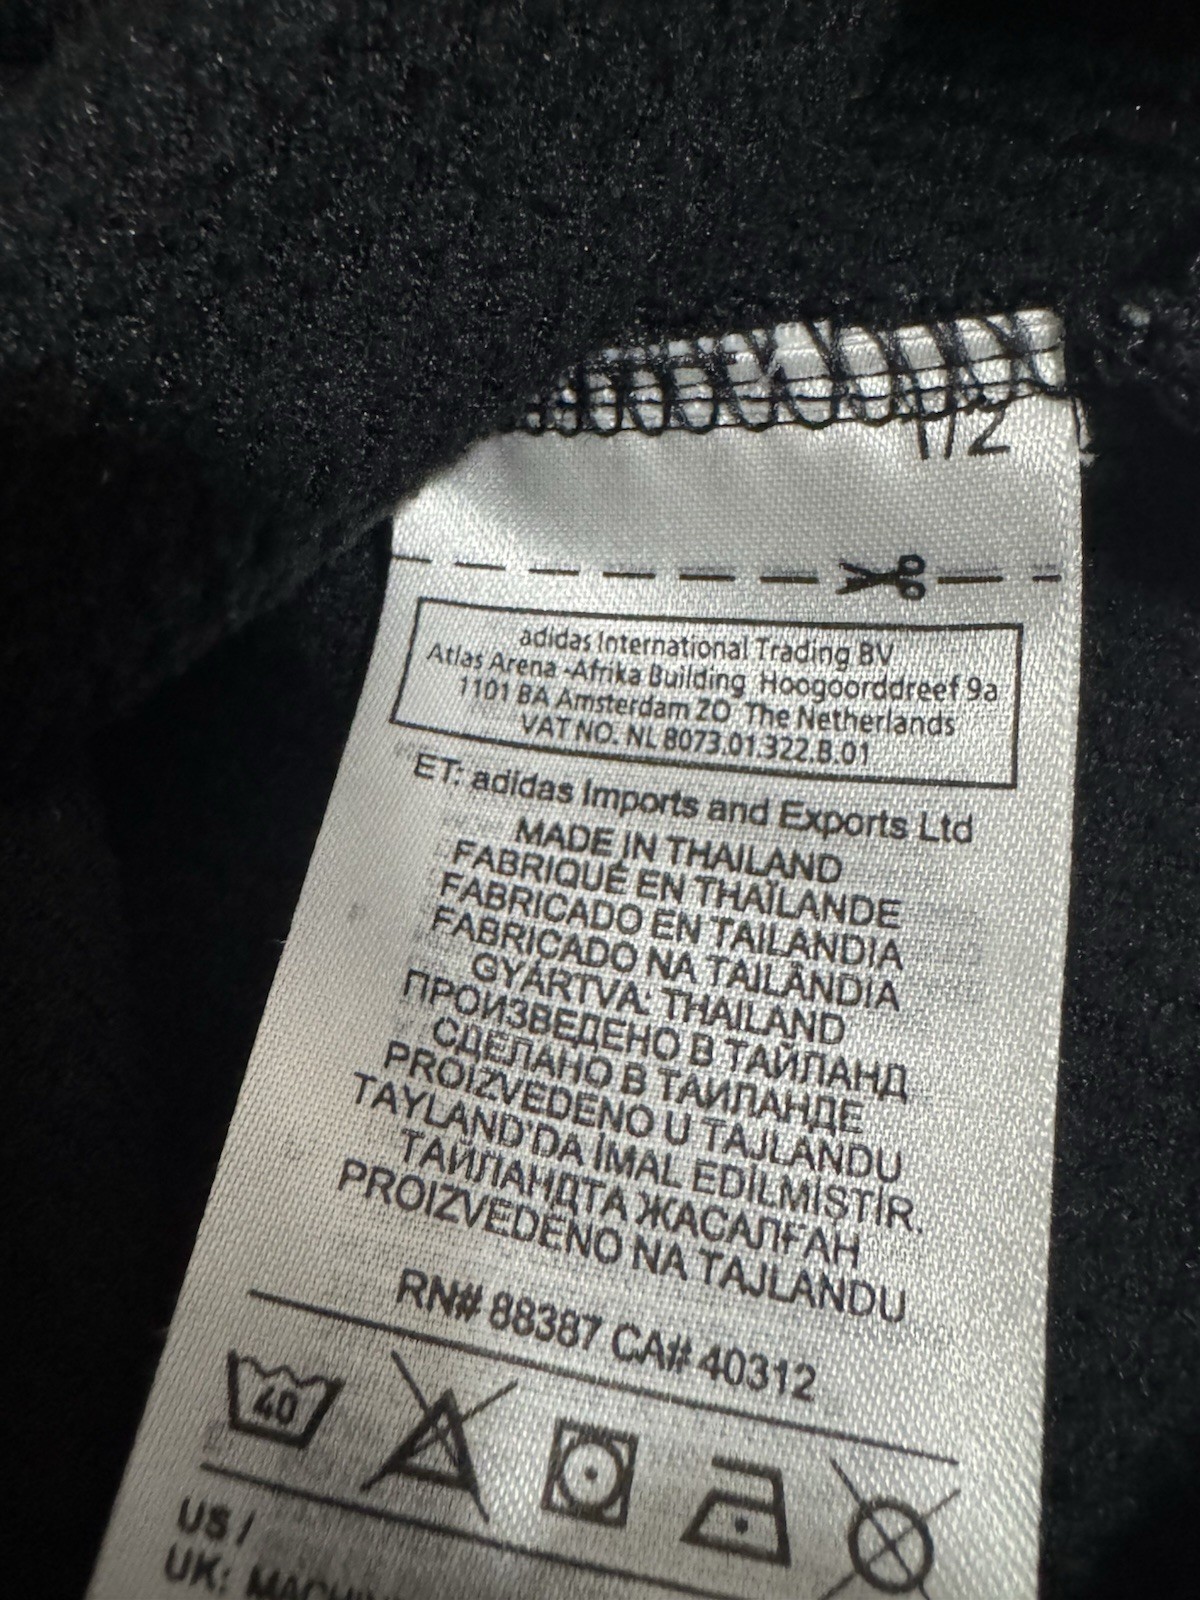 1/2
adidas International Trading BV
Atlas Arena -Afrika Building Hoogoorddreef 9a
1101 BA Amsterdam ZO The Netherlands
VAT NO. NL 8073.01.322.B.01
ET: adidas Imports and Exports Ltd
MADE IN THAILAND
FABRIQUÉ EN THAÏLANDE
FABRICADO EN TAILANDIA
FABRICADO NA TAILÂNDIA
GYÁRTVA: THAILAND
ПРОИЗВЕДЕНО В ТАЙЛАНД
СДЕЛАНО В ТАИЛАНДЕ
PROIZVEDENO U TAJLANDU
TAYLAND'DA İMAL EDİLMİSTİR.
ТАЙЛАНДТА ЖАСАЛҒАН
PROIZVEDENO NA TAJLANDU
RN# 88387 CA# 40312
40
US /
UK: